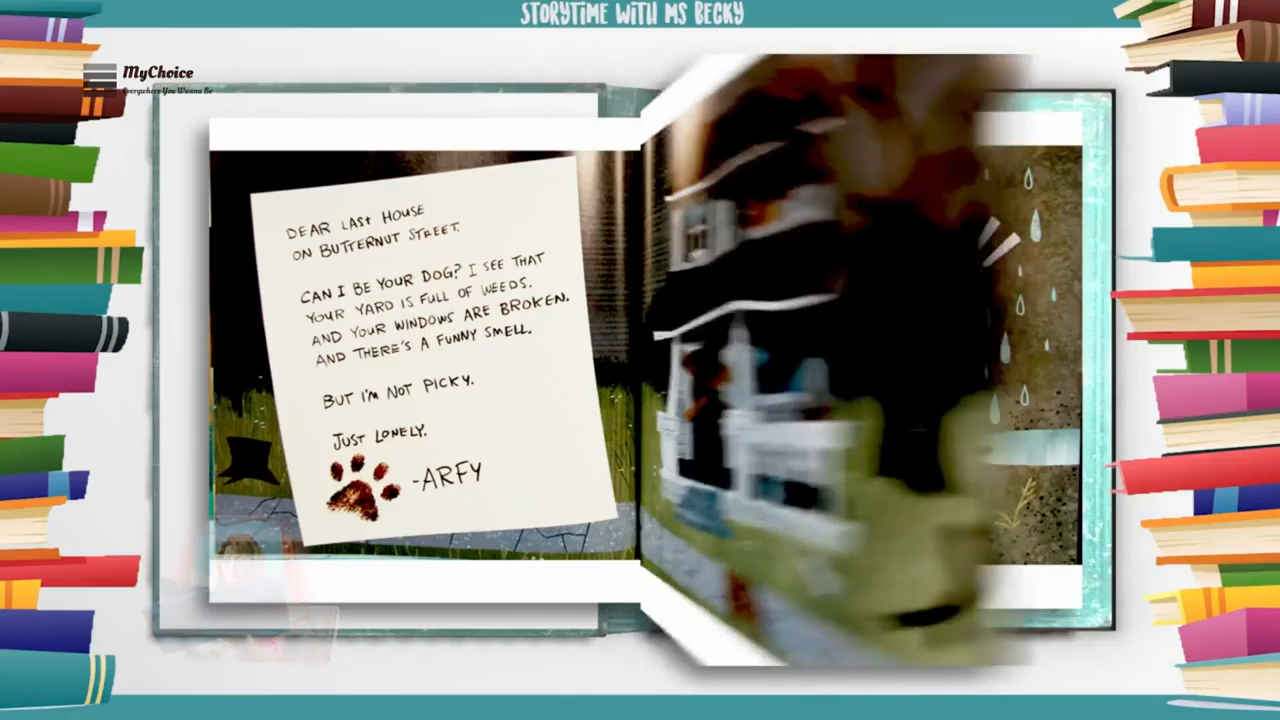 STORYTIME WITH MS BECKY
MyChoice
Everywhere You Wanna Be
DEAR LAST HOUSE
ON BUTTERNUT STREET.
CAN I BE YOUR DOG? I SEE THAT
YOUR YARD IS FULL OF WEEDS.
AND YOUR WINDOWS ARE BROKEN.
AND THERE'S A FUNNY SMELL.
BUT I'M NOT PICKY.
JUST LONELY.
-ARFY